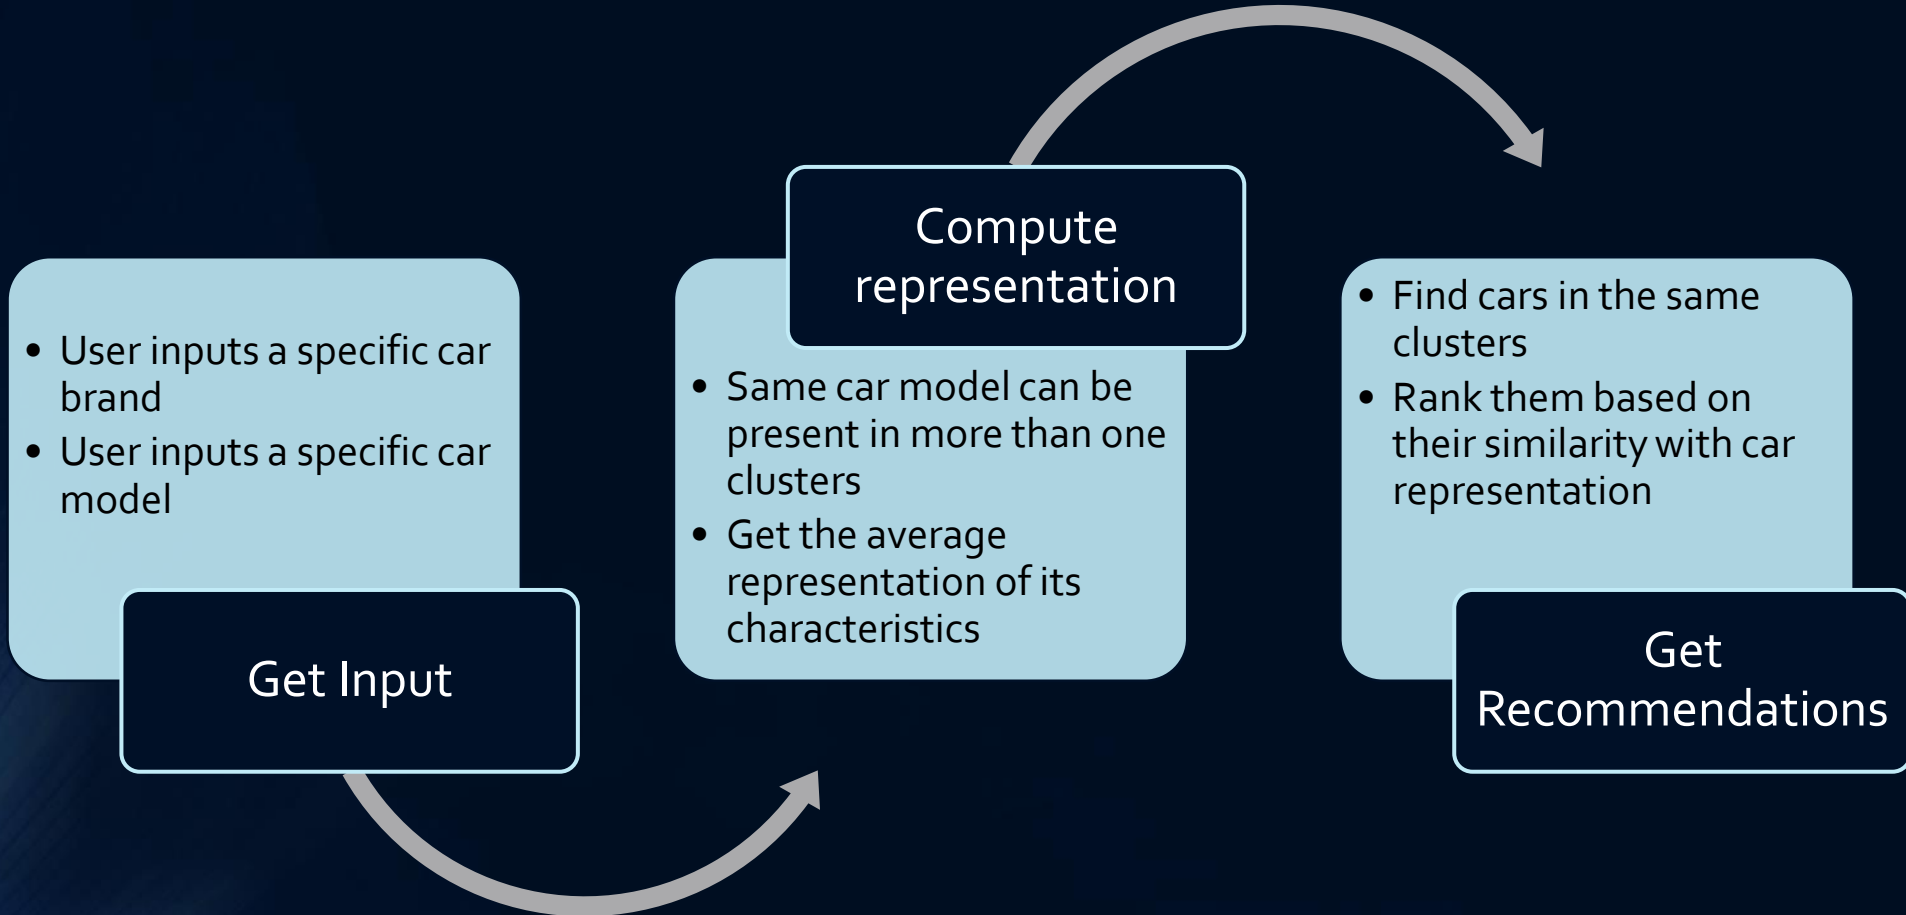 • User inputs a specific car
brand
• User inputs a specific car
model
Get Input
Compute
representation
• Same car model can be
present in more than one
clusters
• Get the average
representation of its
characteristics
• Find cars in the same
clusters
• Rank them based on
their similarity with car
representation
Get
Recommendations